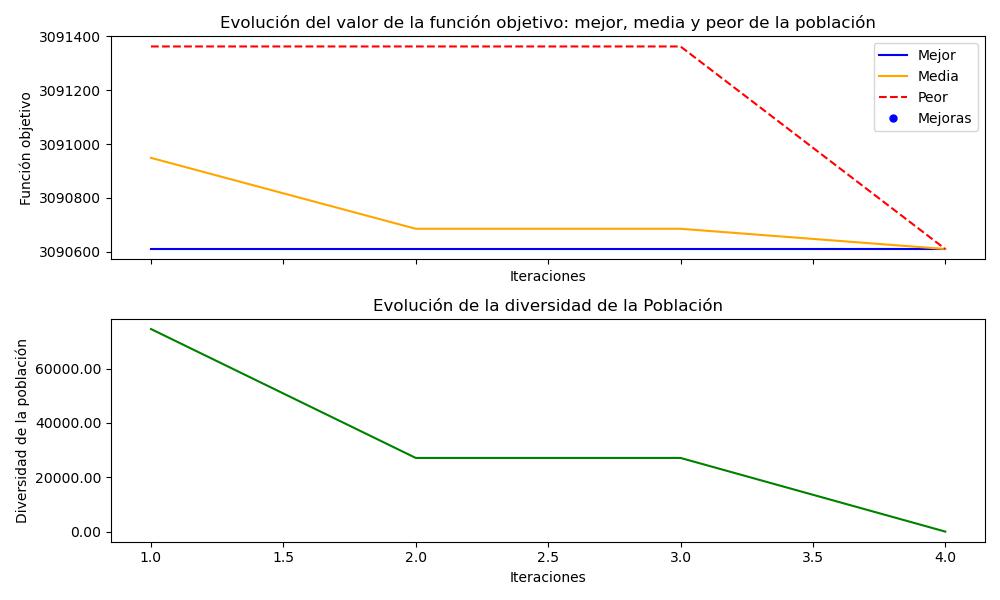 Evolución del valor de la función objetivo: mejor, media y peor de la población
3091400
3091200
3091000
3090800
3090600
Función objetivo
Mejor
Media
Peor
Mejoras
Iteraciones
Evolución de la diversidad de la Población
60000.00
40000.00
20000.00
0.00
Diversidad de la población
1.0 1.5 2.0 2.5 3.0 3.5 4.0
Iteraciones